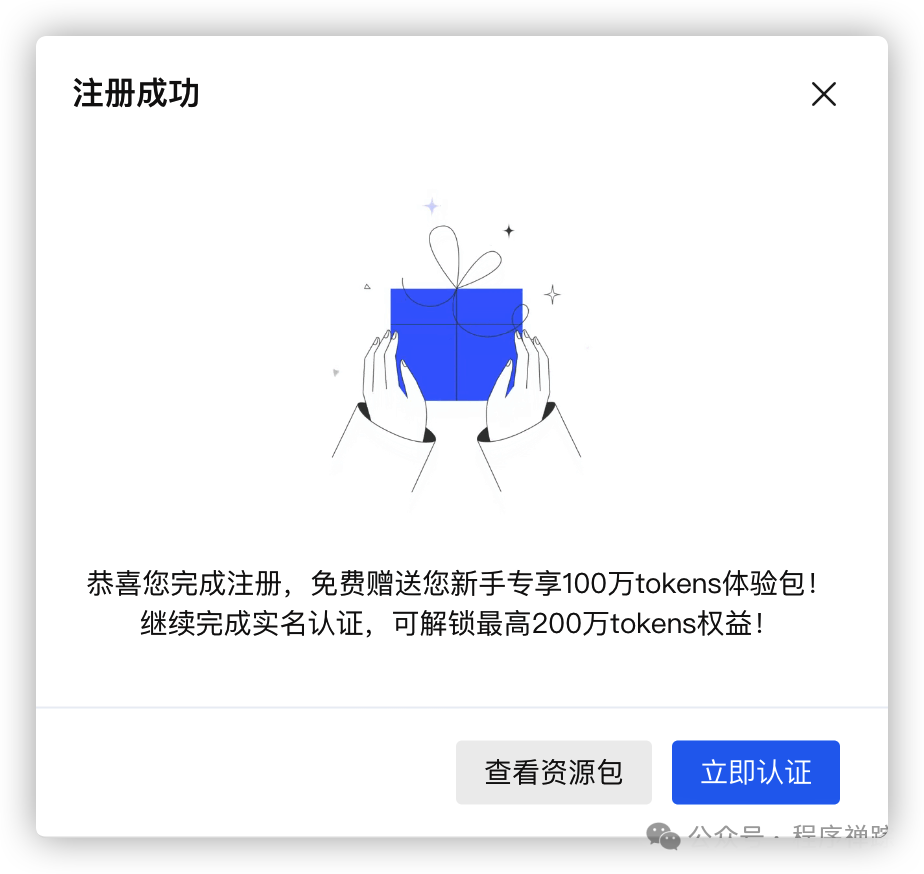 注册成功
恭喜您完成注册，免费赠送您新手专享100万tokens体验包！
继续完成实名认证，可解锁最高200万tokens权益！
查看资源包
立即认证
公众号 · 程序禅